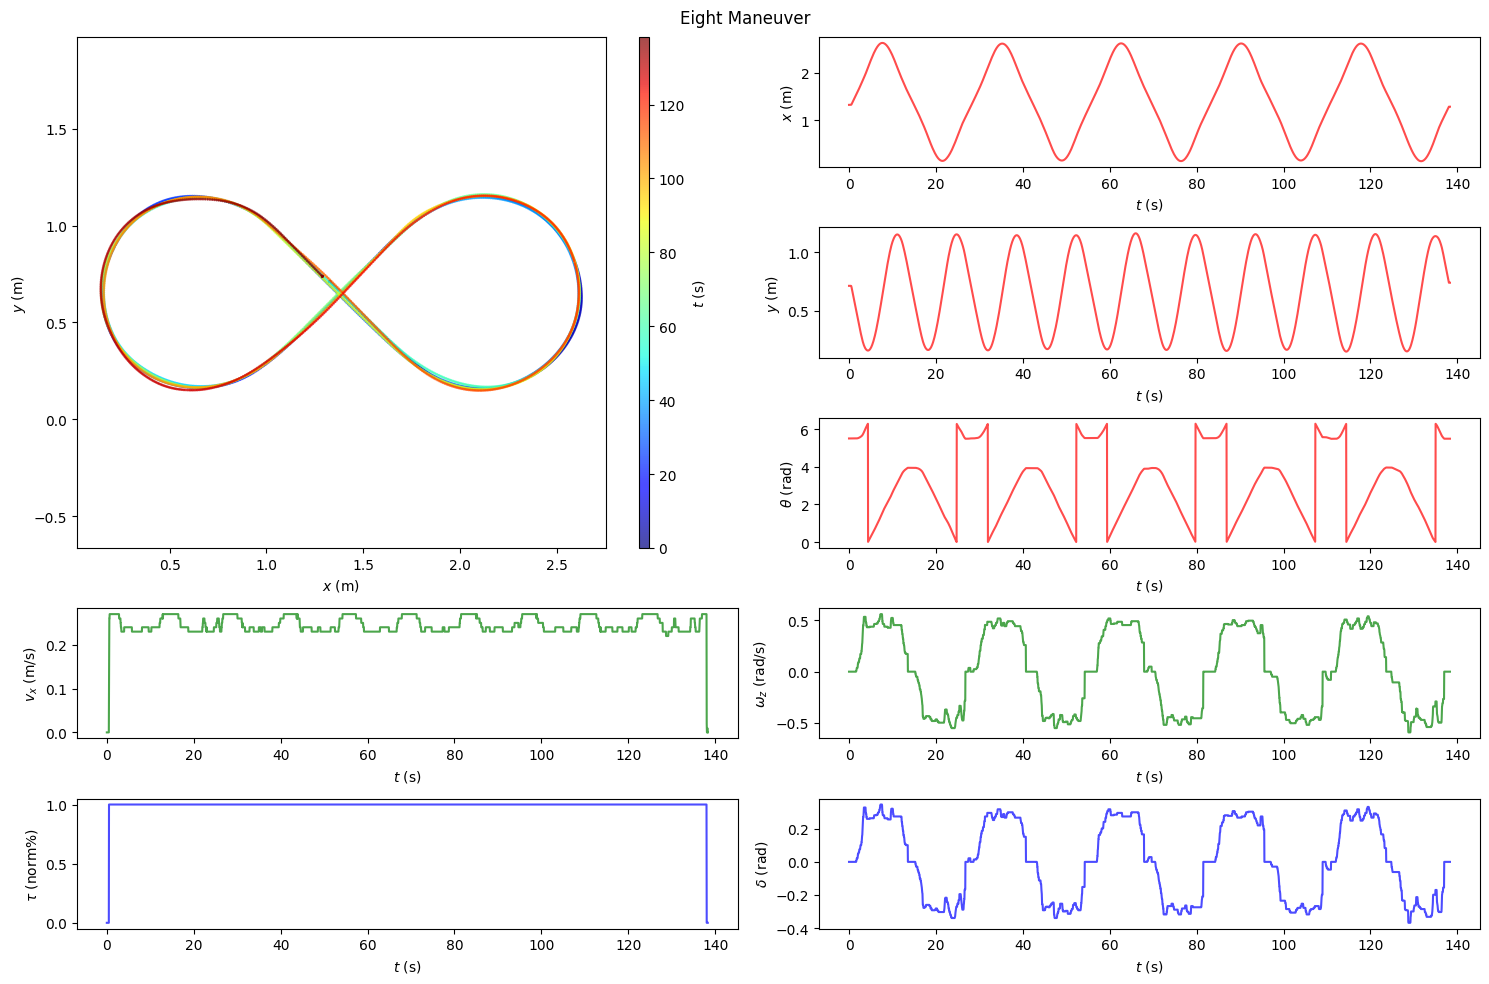 Eight Maneuver
1.5
1.0
0.5
0.0
−0.5
y (m)
0.5 1.0 1.5 2.0 2.5
x (m)
120
100
80
60
40
20
0
t (s)
2
1
x (m)
0 20 40 60 80 100 120 140
t (s)
1.0
0.5
y (m)
0 20 40 60 80 100 120 140
t (s)
6
4
2
0
θ (rad)
0 20 40 60 80 100 120 140
t (s)
0.2
0.1
0.0
vₓ (m/s)
0 20 40 60 80 100 120 140
t (s)
0.5
0.0
−0.5
ω_z (rad/s)
0 20 40 60 80 100 120 140
t (s)
1.0
0.5
0.0
τ (norm%)
0 20 40 60 80 100 120 140
t (s)
0.2
0.0
−0.2
−0.4
δ (rad)
0 20 40 60 80 100 120 140
t (s)